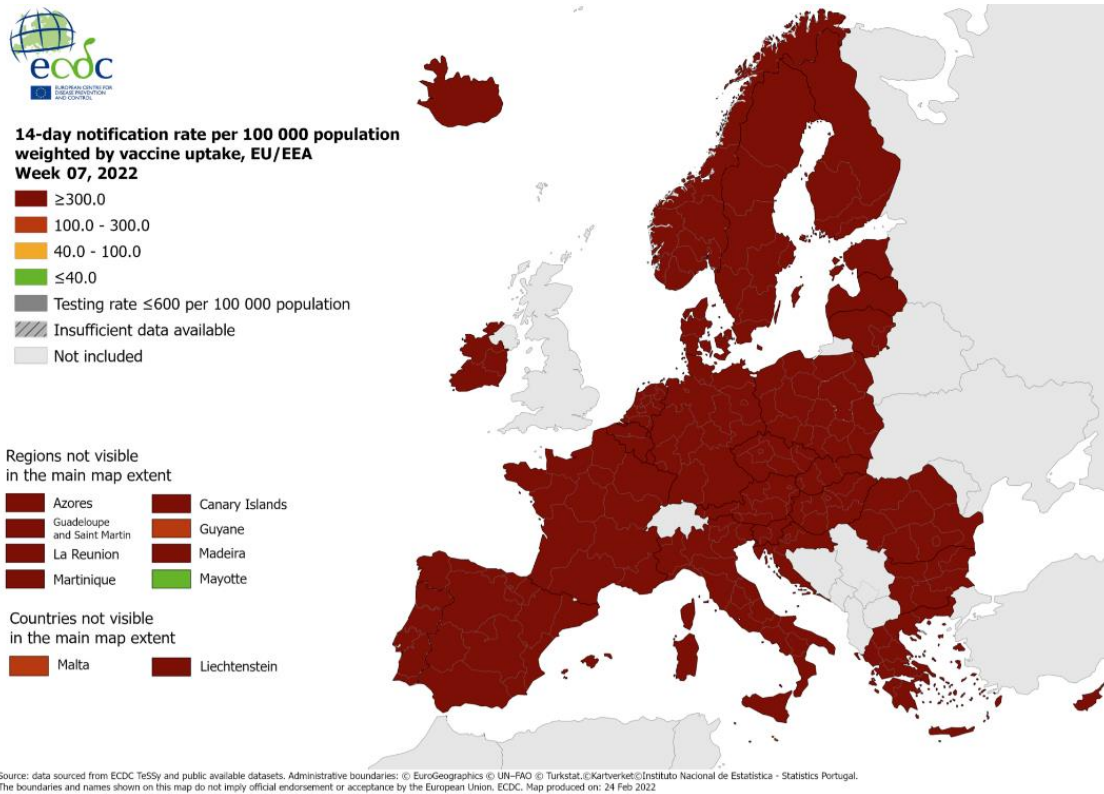 ecdc
EUROPEAN CENTRE FOR
DISEASE PREVENTION
AND CONTROL
14-day notification rate per 100 000 population
weighted by vaccine uptake, EU/EEA
Week 07, 2022
≥300.0
100.0 - 300.0
40.0 - 100.0
≤40.0
Testing rate ≤600 per 100 000 population
Insufficient data available
Not included
Regions not visible
in the main map extent
Azores
Canary Islands
Guadeloupe
and Saint Martin
Guyane
La Reunion
Madeira
Martinique
Mayotte
Countries not visible
in the main map extent
Malta
Liechtenstein
Source: data sourced from ECDC TeSSy and public available datasets. Administrative boundaries: © EuroGeographics © UN–FAO © Turkstat.©Kartverket©Instituto Nacional de Estatística - Statistics Portugal.
The boundaries and names shown on this map do not imply official endorsement or acceptance by the European Union. ECDC. Map produced on: 24 Feb 2022